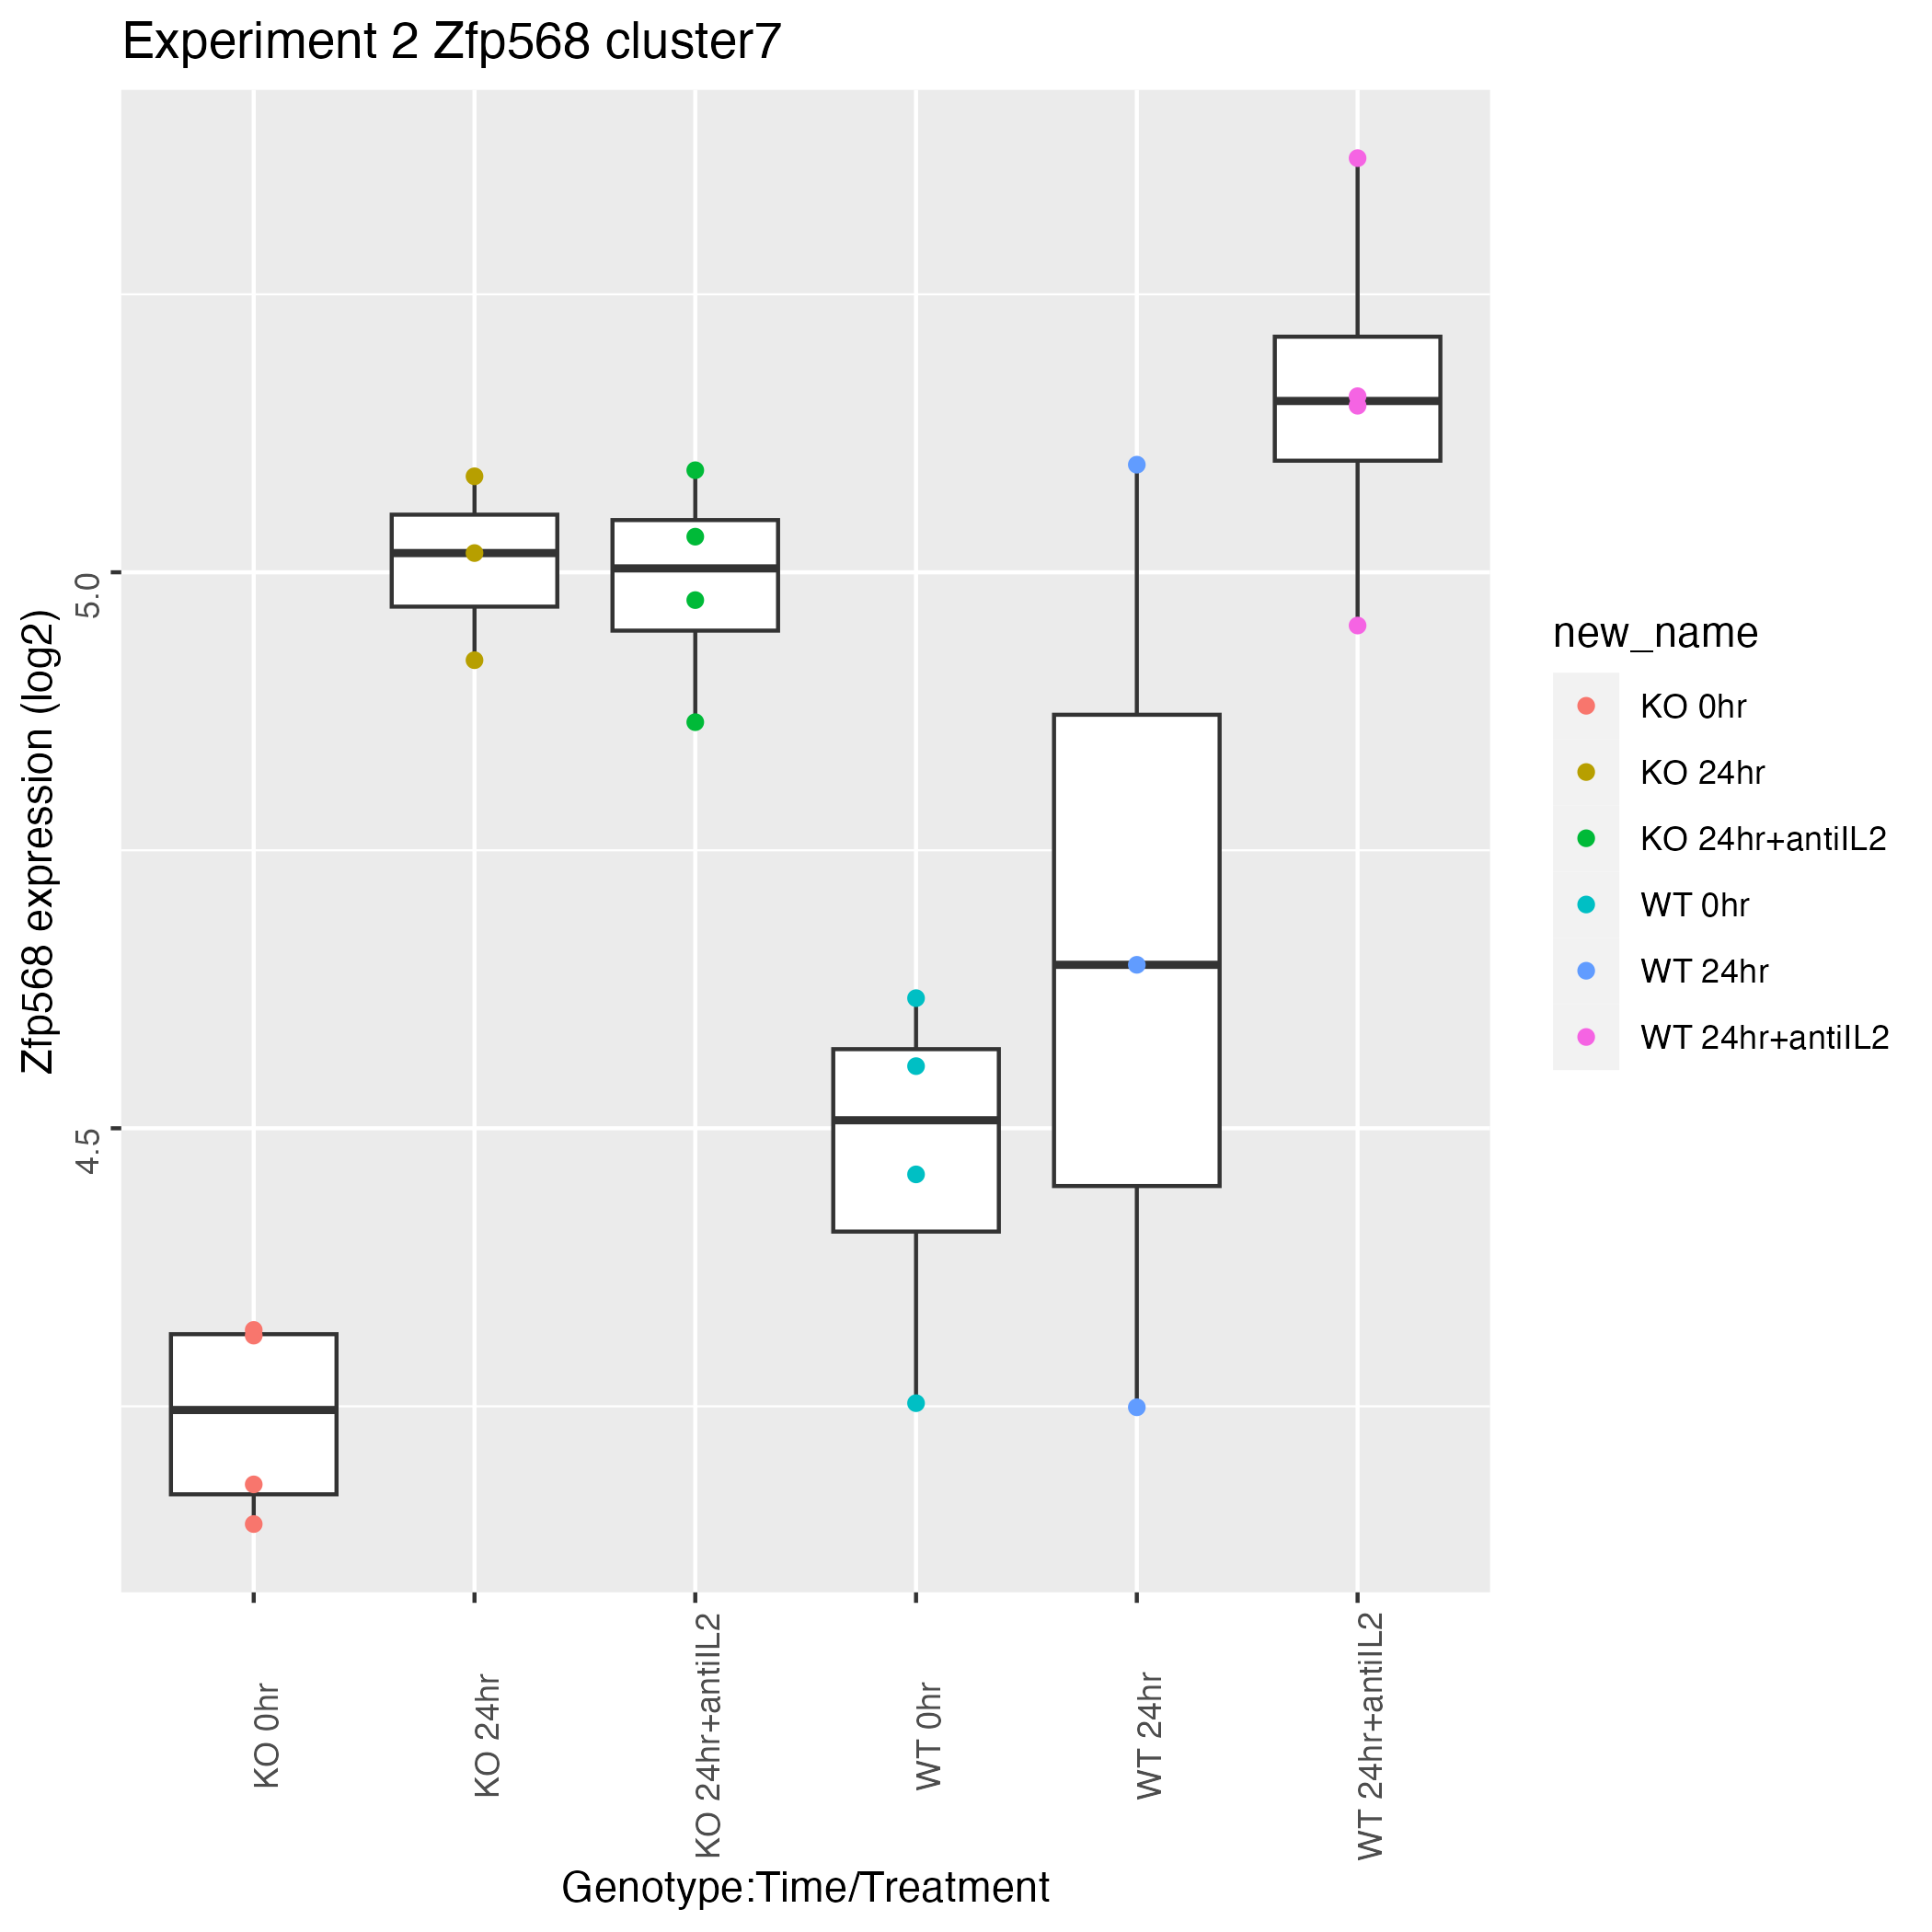 Experiment 2 Zfp568 cluster7
Zfp568 expression (log2)
5.0
4.5
KO 0hr
KO 24hr
KO 24hr+antiIL2
WT 0hr
WT 24hr
WT 24hr+antiIL2
Genotype:Time/Treatment
new_name
KO 0hr
KO 24hr
KO 24hr+antiIL2
WT 0hr
WT 24hr
WT 24hr+antiIL2